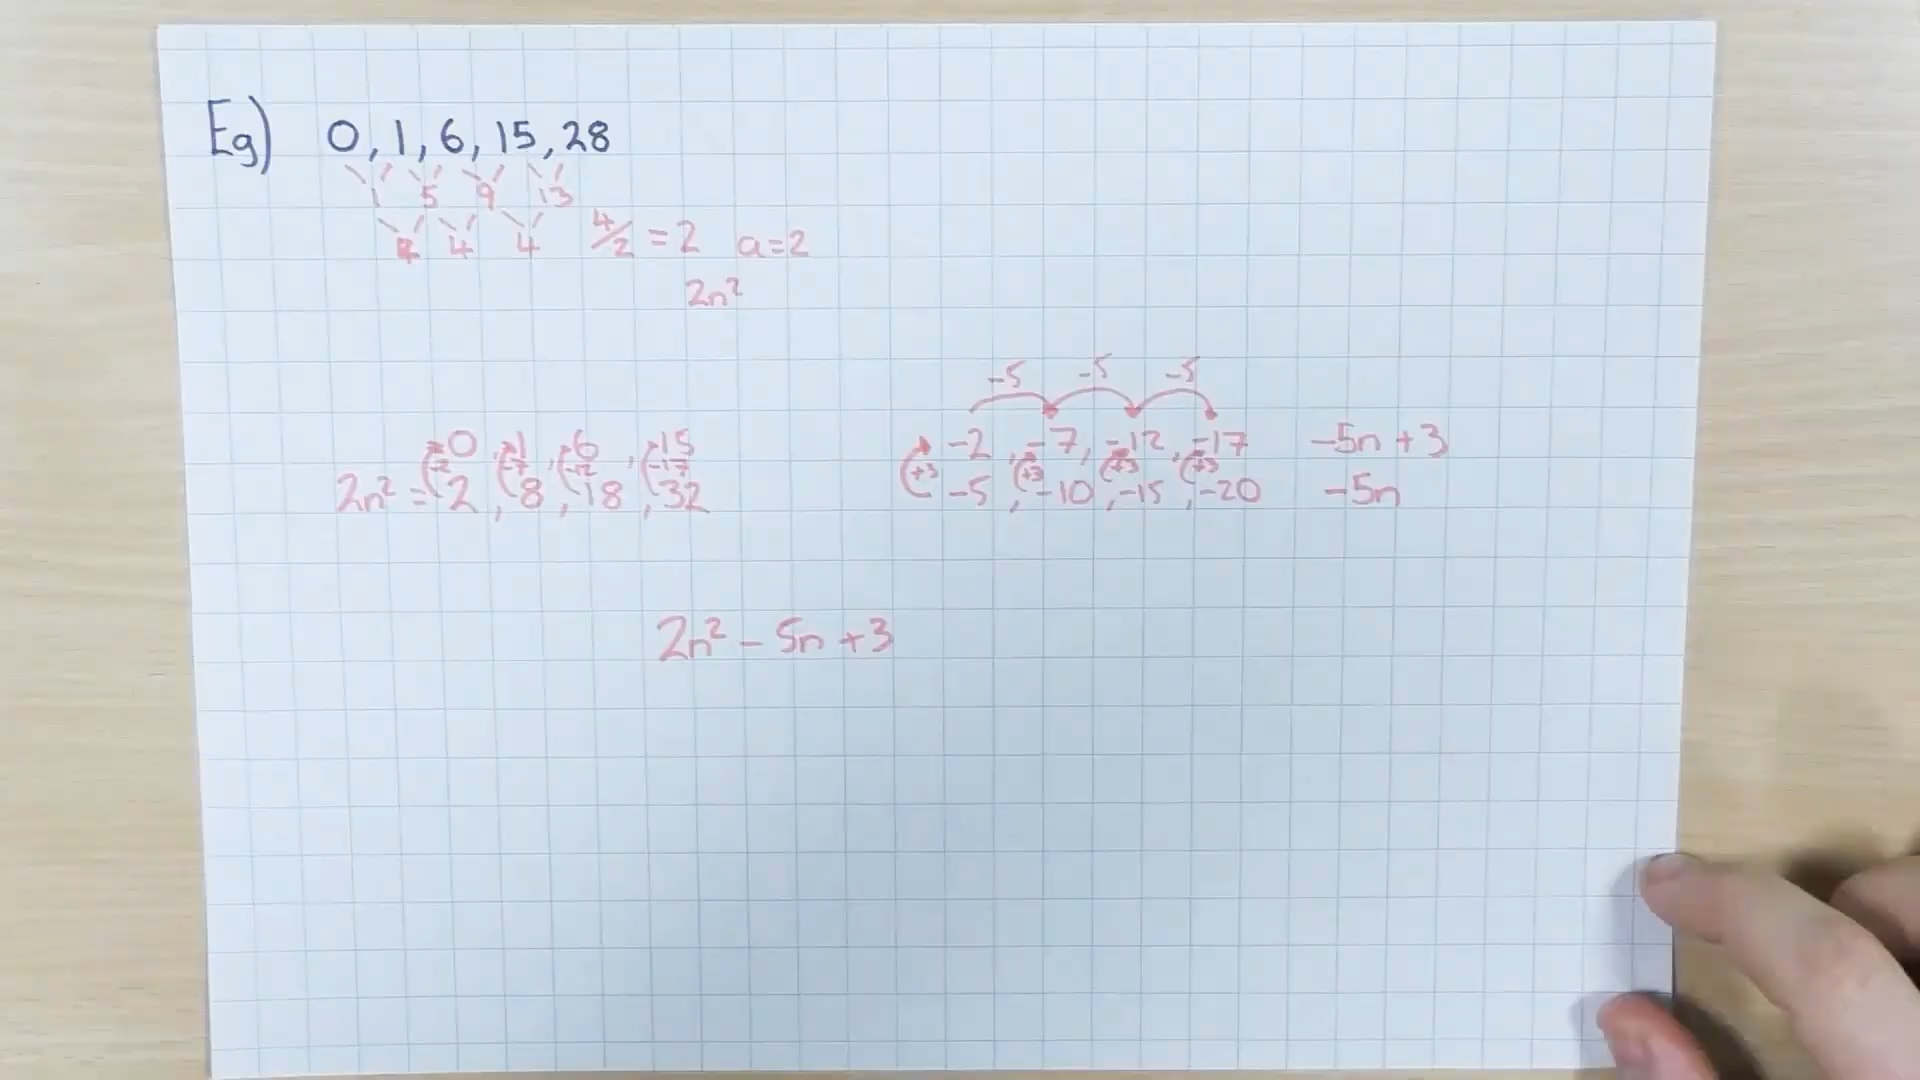 Eg) 0, 1, 6, 15, 28
1 5 9 13
4 4 4 4/2 = 2 a=2
2n²
-5 -5 -5
0, 1, 6, 15
-2 -7 -12 -17
2n² = 2, 8, 18, 32
-2, -7, -12, -17 -5n +3
+3 +3 +3 +3
-5, -10, -15, -20 -5n
2n² - 5n +3